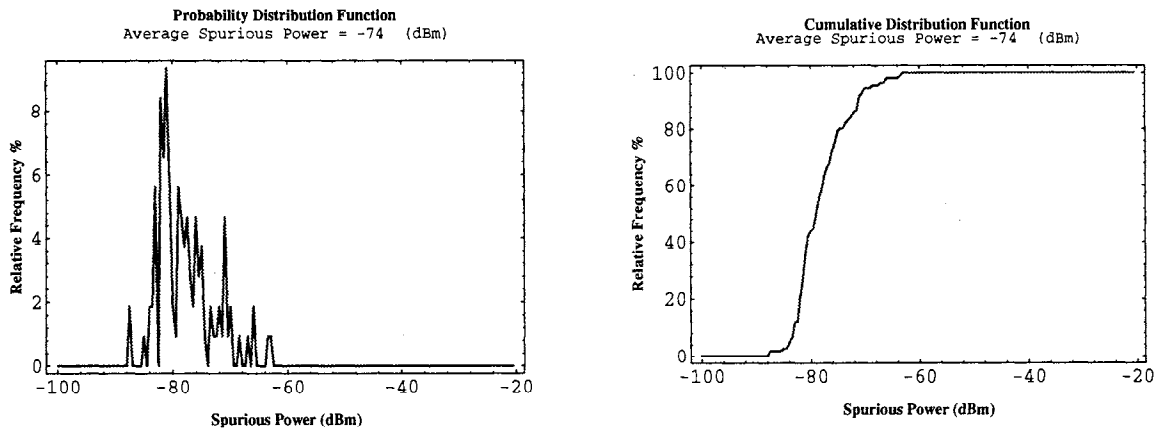 Probability Distribution Function
Average Spurious Power = -74 (dBm)
8
6
4
2
0
Relative Frequency %
-100
-80
-60
-40
-20
Spurious Power (dBm)
Cumulative Distribution Function
Average Spurious Power = -74 (dBm)
100
80
60
40
20
0
Relative Frequency %
-100
-80
-60
-40
-20
Spurious Power (dBm)